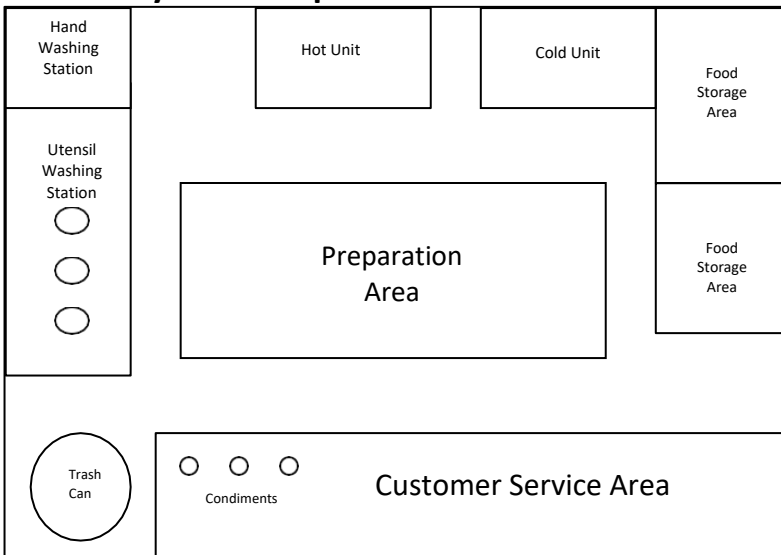 Hand
Washing
Station
Hot Unit
Cold Unit
Food
Storage
Area
Utensil
Washing
Station
Preparation
Area
Food
Storage
Area
Trash
Can
Condiments
Customer Service Area